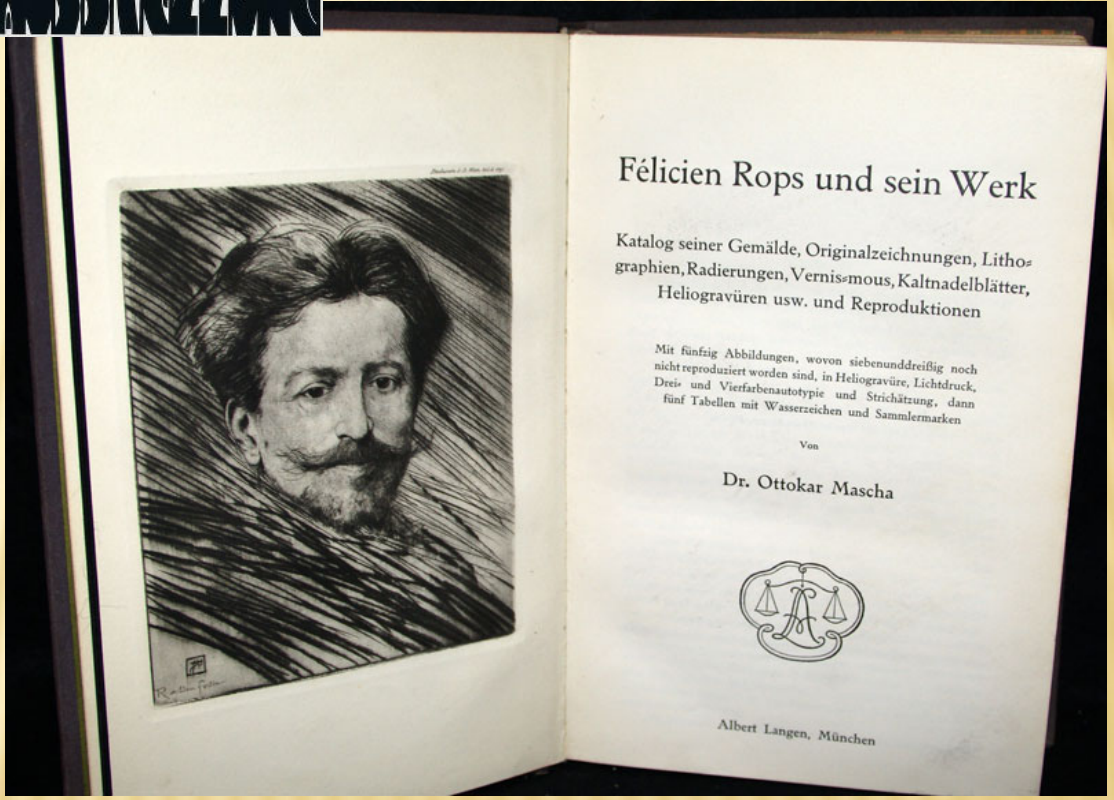 Félicien Rops und sein Werk
Katalog seiner Gemälde, Originalzeichnungen, Litho⸗
graphien, Radierungen, Vernis⸗mous, Kaltnadelblätter,
Heliogravüren usw. und Reproduktionen
Mit fünfzig Abbildungen, wovon siebenunddreißig noch
nicht reproduziert worden sind, in Heliogravüre, Lichtdruck,
Drei⸗ und Vierfarbenautotypie und Strichätzung, dann
fünf Tabellen mit Wasserzeichen und Sammlermarken
Von
Dr. Ottokar Mascha
Albert Langen, München